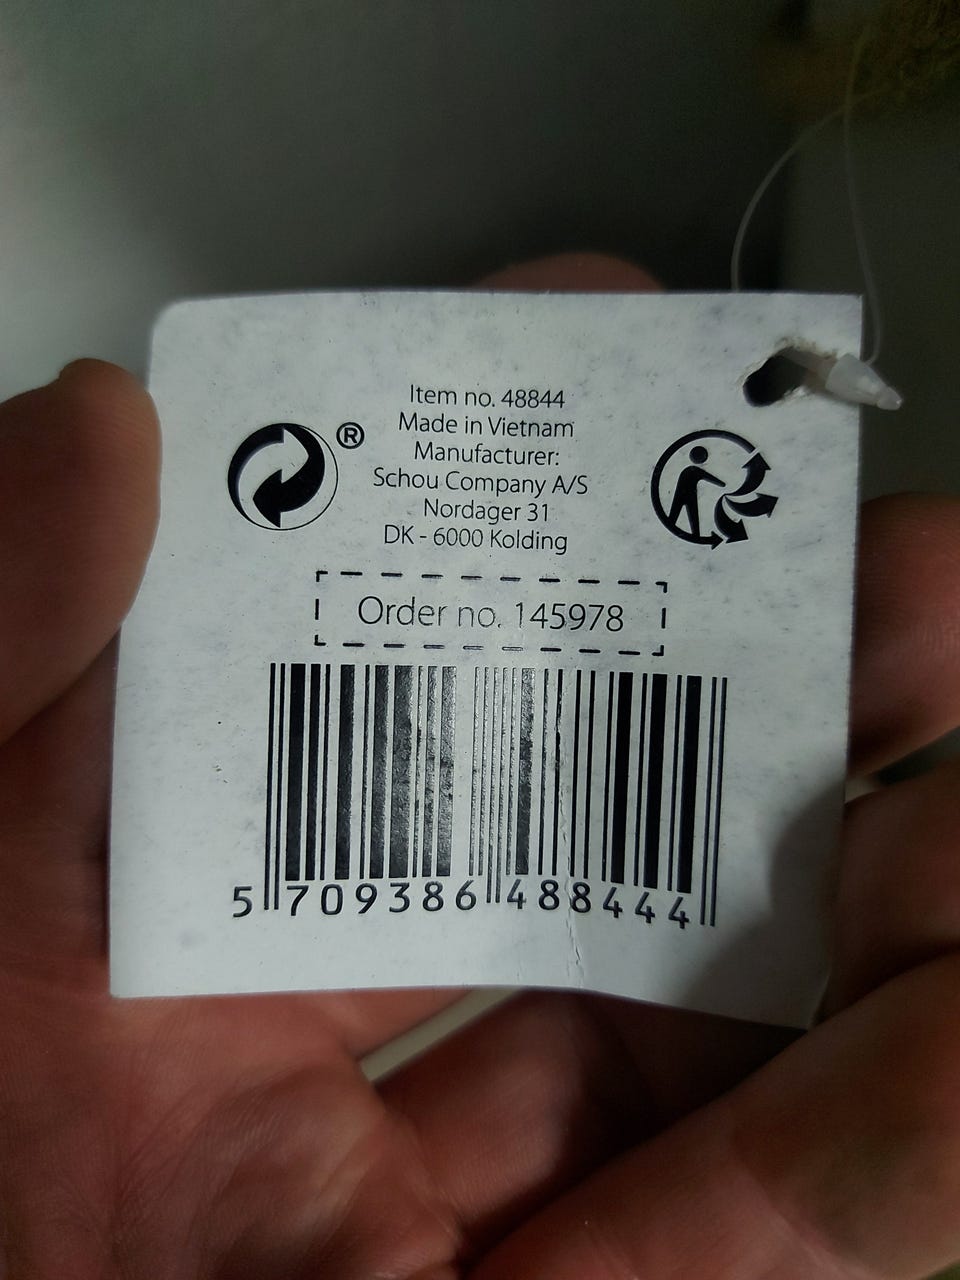 ®
Item no. 48844
Made in Vietnam
Manufacturer:
Schou Company A/S
Nordager 31
DK - 6000 Kolding
Order no. 145978
5 709386 488444